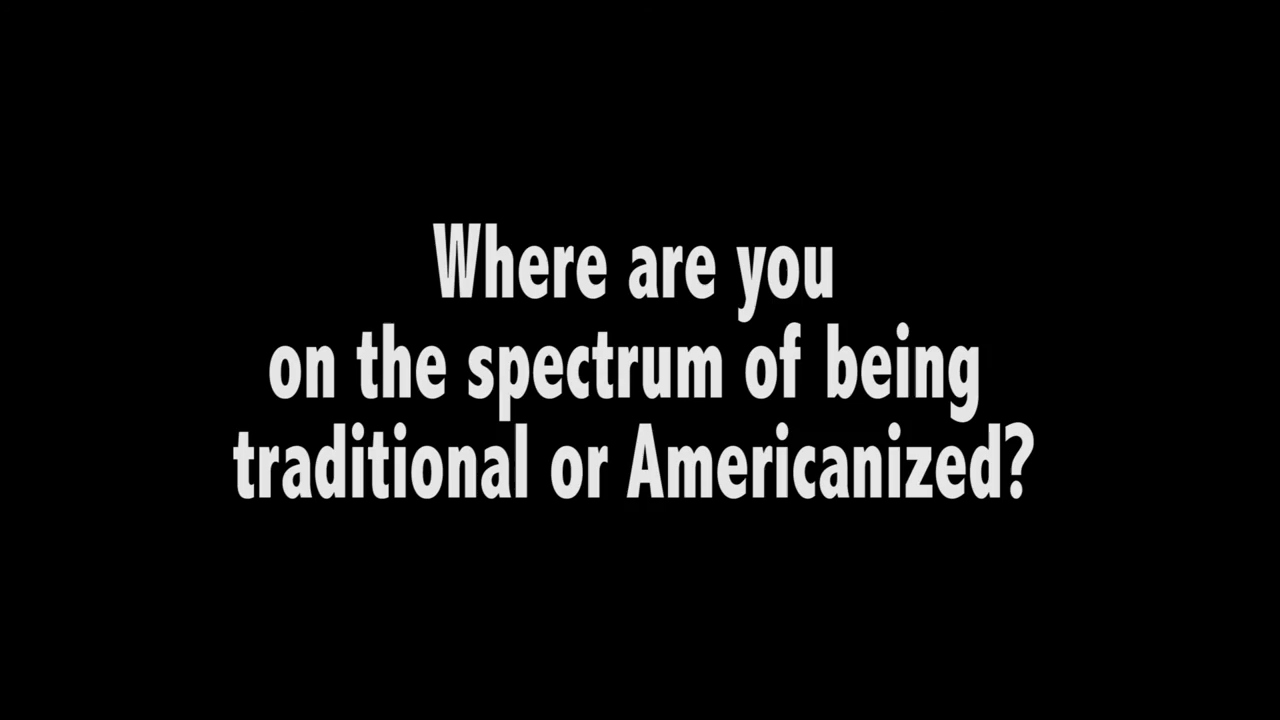 Where are you
on the spectrum of being
traditional or Americanized?